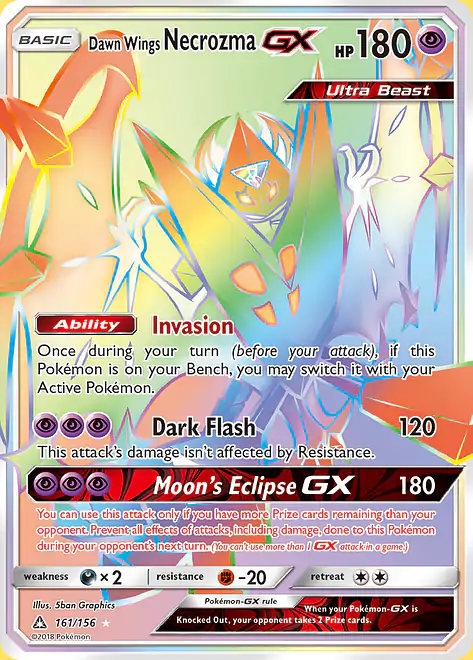 BASIC Dawn Wings Necrozma GX HP 180
Ultra Beast
Ability Invasion
Once during your turn (before your attack), if this
Pokémon is on your Bench, you may switch it with your
Active Pokémon.
Dark Flash 120
This attack's damage isn't affected by Resistance.
Moon's Eclipse GX 180
You can use this attack only if you have more Prize cards remaining than your
opponent. Prevent all effects of attacks, including damage, done to this Pokémon
during your opponent's next turn. (You can't use more than 1 GX attack in a game.)
weakness ×2 resistance -20 retreat
Illus. 5ban Graphics
161/156
©2018 Pokémon
Pokémon-GX rule
When your Pokémon-GX is
Knocked Out, your opponent takes 2 Prize cards.